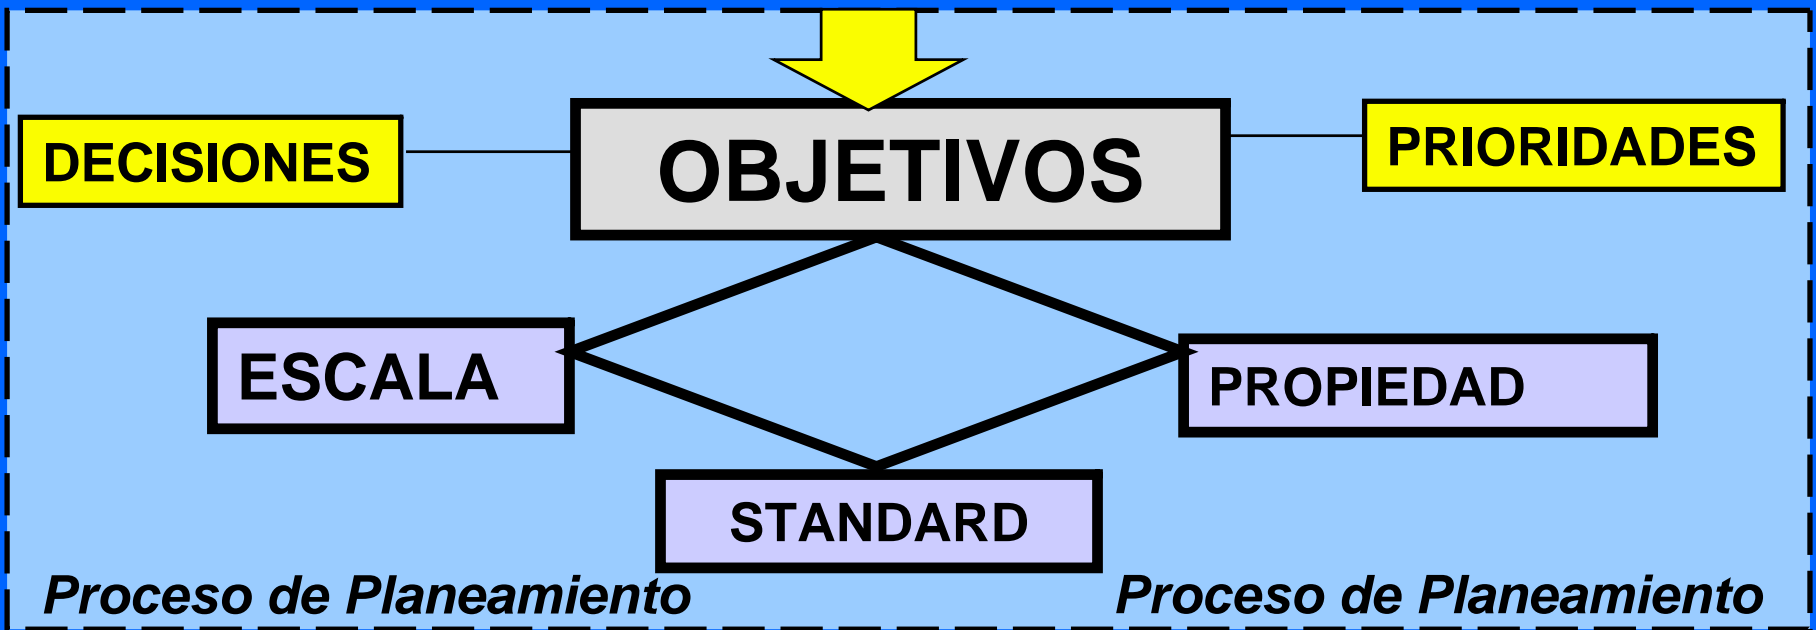 DECISIONES
OBJETIVOS
PRIORIDADES
ESCALA
PROPIEDAD
STANDARD
Proceso de Planeamiento
Proceso de Planeamiento